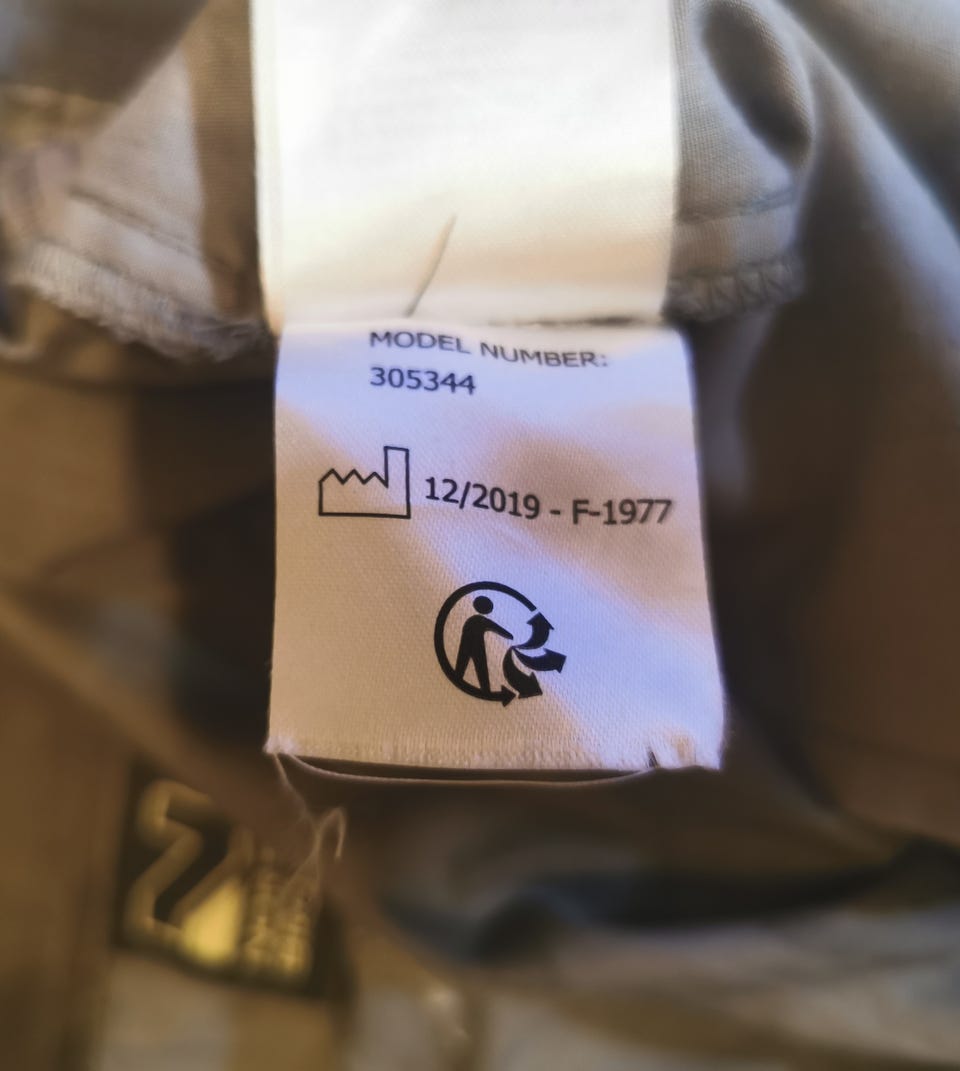 MODEL NUMBER:
305344
12/2019 - F-1977